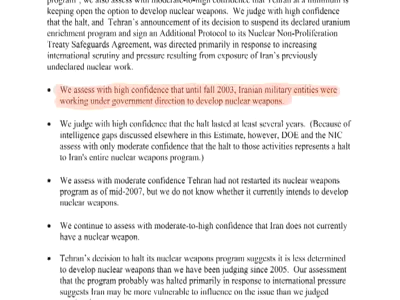 program ; we also assess with moderate-to-high confidence that Tehran at a minimum is
keeping open the option to develop nuclear weapons. We judge with high confidence
that the halt, and Tehran's announcement of its decision to suspend its declared uranium
enrichment program and sign an Additional Protocol to its Nuclear Non-Proliferation
Treaty Safeguards Agreement, was directed primarily in response to increasing
international scrutiny and pressure resulting from exposure of Iran's previously
undeclared nuclear work.
• We assess with high confidence that until fall 2003, Iranian military entities were
working under government direction to develop nuclear weapons.
• We judge with high confidence that the halt lasted at least several years. (Because of
intelligence gaps discussed elsewhere in this Estimate, however, DOE and the NIC
assess with only moderate confidence that the halt to those activities represents a halt
to Iran's entire nuclear weapons program.)
• We assess with moderate confidence Tehran had not restarted its nuclear weapons
program as of mid-2007, but we do not know whether it currently intends to develop
nuclear weapons.
• We continue to assess with moderate-to-high confidence that Iran does not currently
have a nuclear weapon.
• Tehran's decision to halt its nuclear weapons program suggests it is less determined
to develop nuclear weapons than we have been judging since 2005. Our assessment
that the program probably was halted primarily in response to international pressure
suggests Iran may be more vulnerable to influence on the issue than we judged